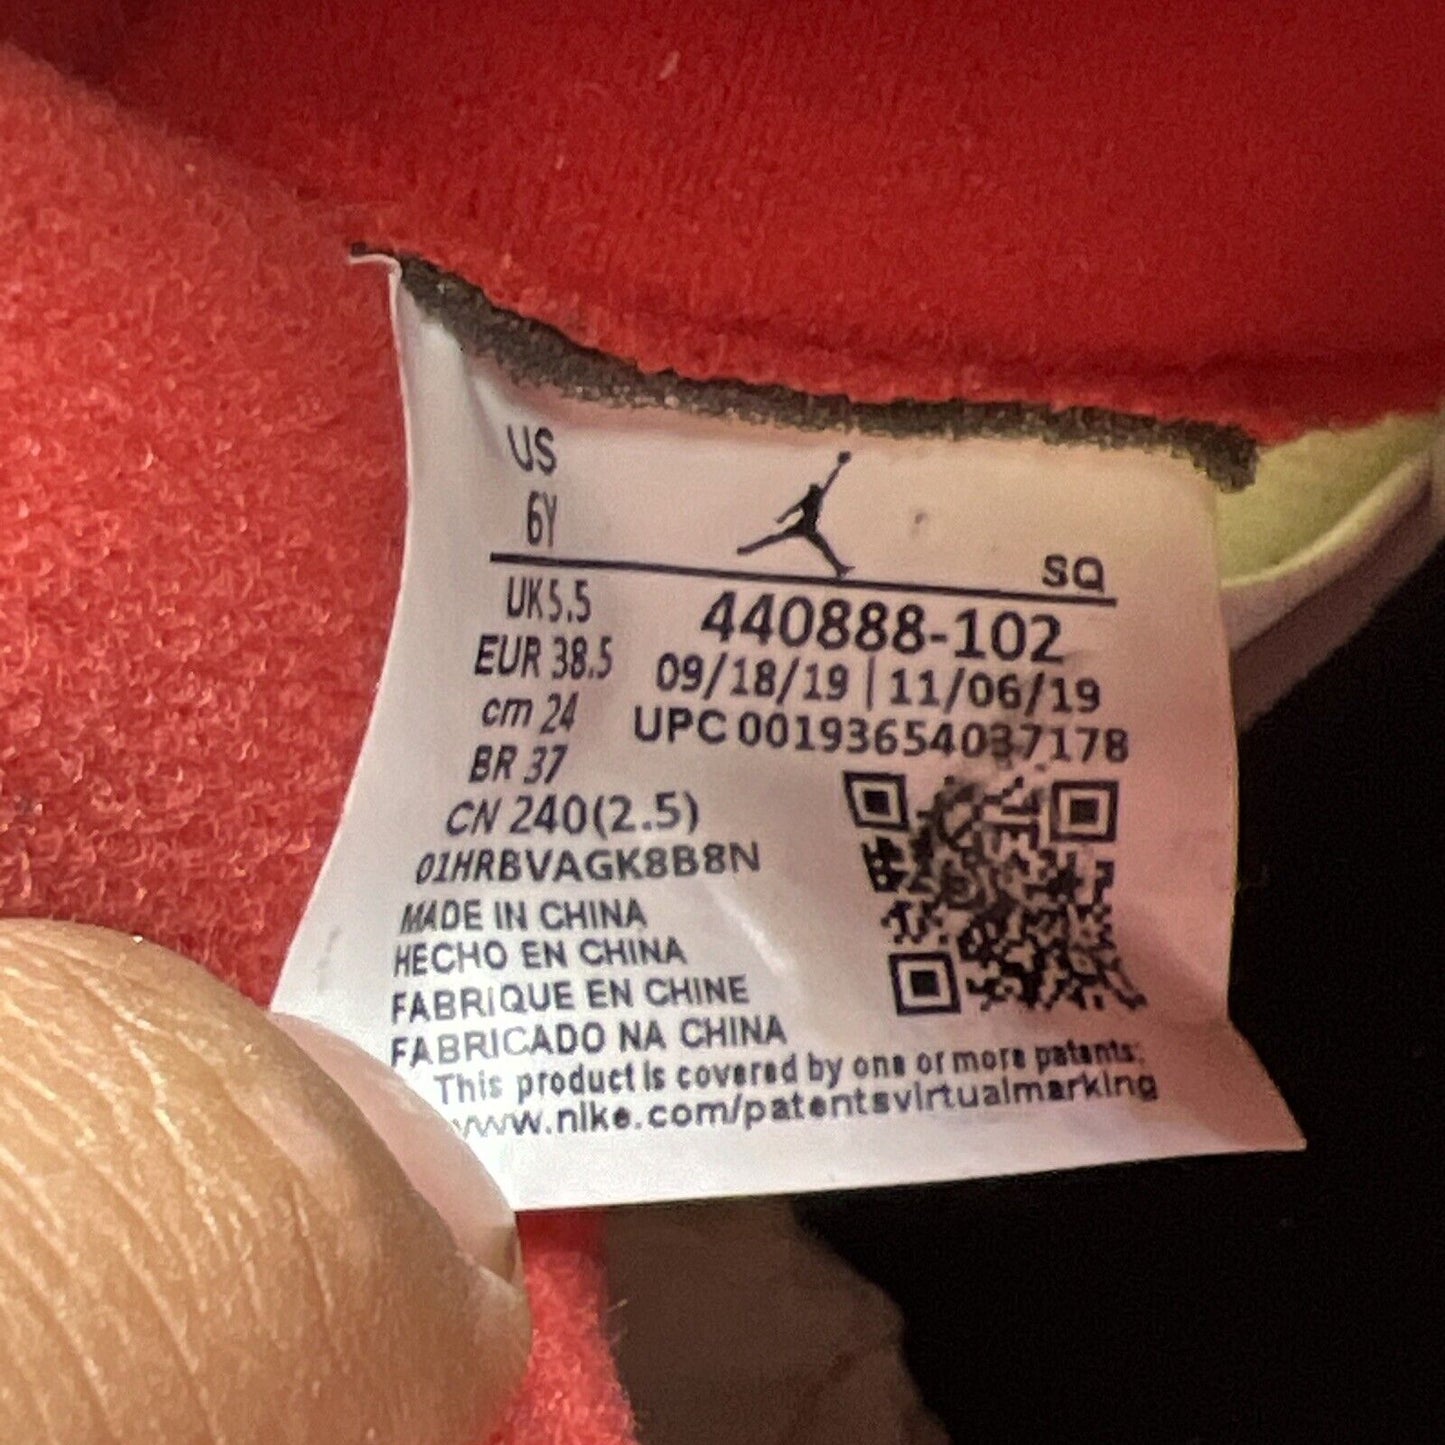 US
6Y
SQ
UK5.5
440888-102
EUR 38.5
09/18/19 | 11/06/19
cm 24
UPC 00193654037178
BR 37
CN 240(2.5)
01HRBVAGK8B8N
MADE IN CHINA
HECHO EN CHINA
FABRIQUE EN CHINE
FABRICADO NA CHINA
This product is covered by one or more patents:
www.nike.com/patentsvirtualmarking